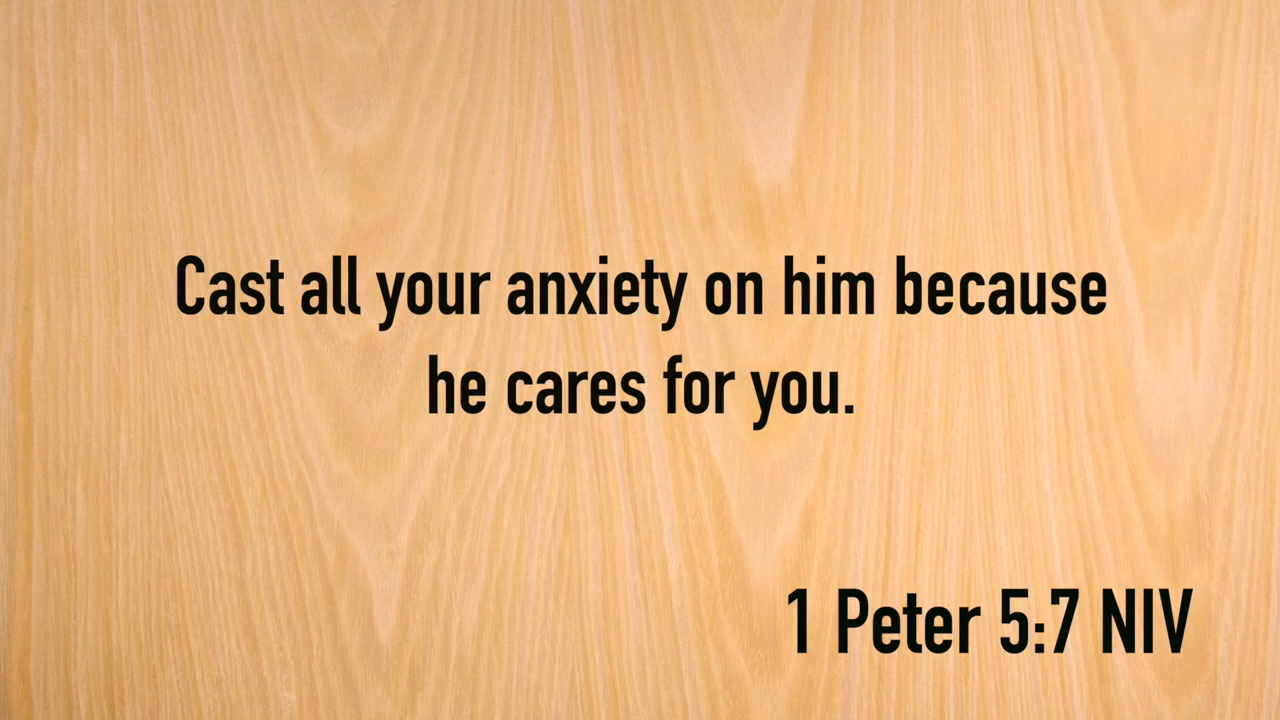 Cast all your anxiety on him because
he cares for you.
1 Peter 5:7 NIV